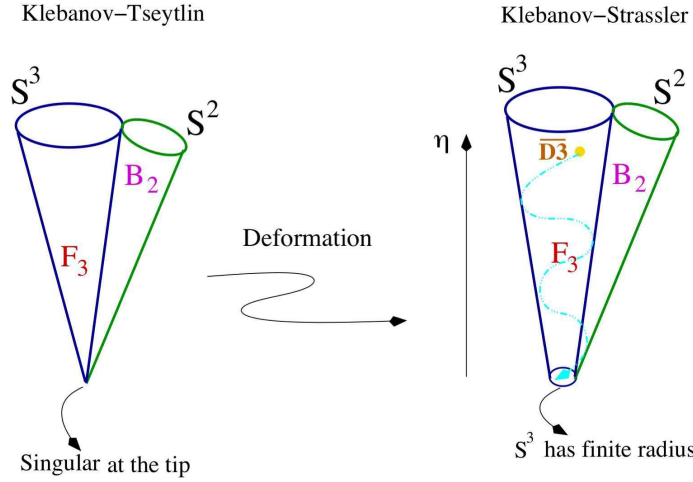 Klebanov−Tseytlin
Klebanov−Strassler
S³
S²
S³
S²
η
D̅3̅
B₂
B₂
Deformation
F₃
F₃
Singular at the tip
S³ has finite radius